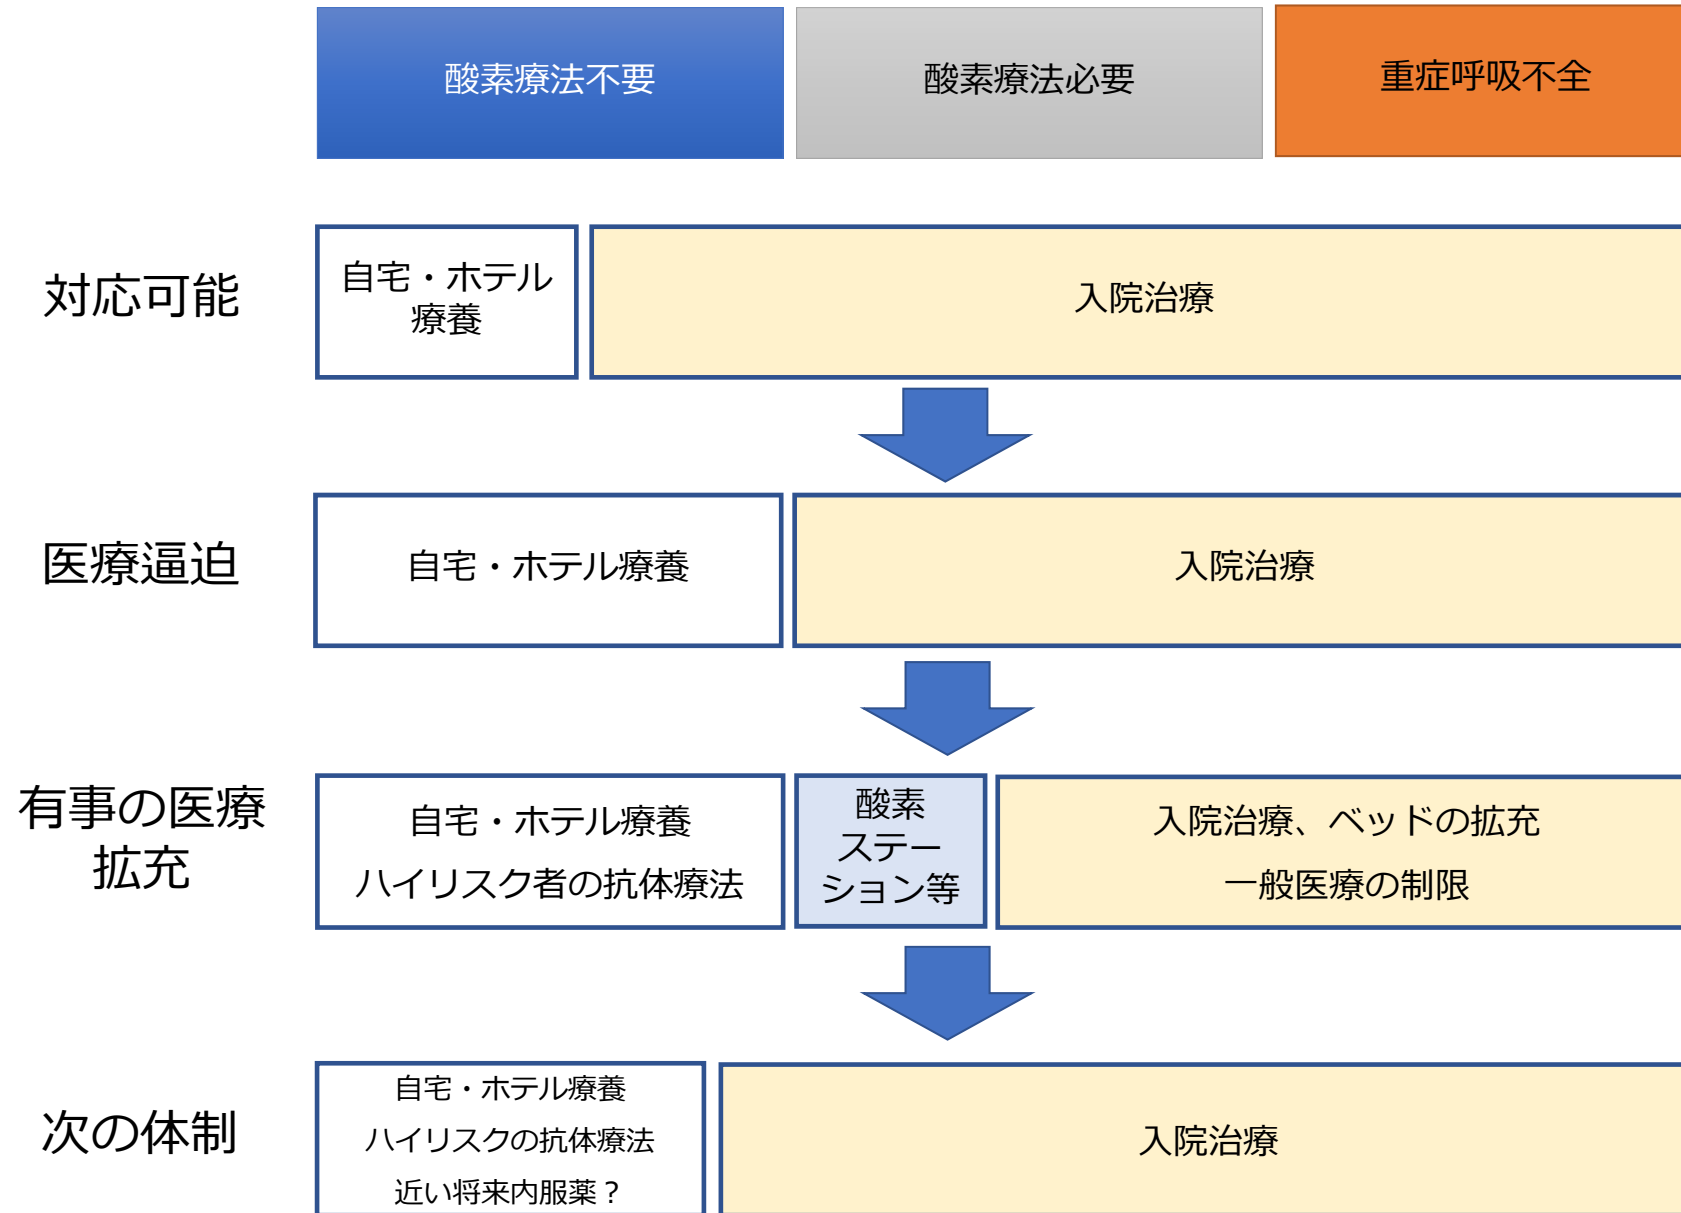 酸素療法不要
酸素療法必要
重症呼吸不全
対応可能
自宅・ホテル
療養
入院治療
医療逼迫
自宅・ホテル療養
入院治療
有事の医療
拡充
自宅・ホテル療養
ハイリスク者の抗体療法
酸素
ステー
ション等
入院治療、ベッドの拡充
一般医療の制限
次の体制
自宅・ホテル療養
ハイリスクの抗体療法
近い将来内服薬？
入院治療